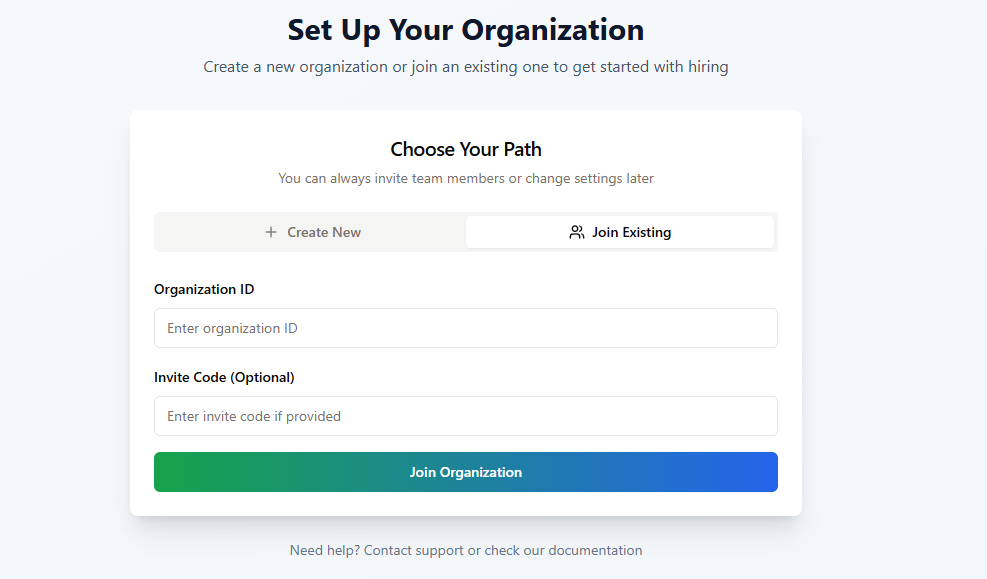 Set Up Your Organization
Create a new organization or join an existing one to get started with hiring
Choose Your Path
You can always invite team members or change settings later
Create New
Join Existing
Organization ID
Enter organization ID
Invite Code (Optional)
Enter invite code if provided
Join Organization
Need help? Contact support or check our documentation